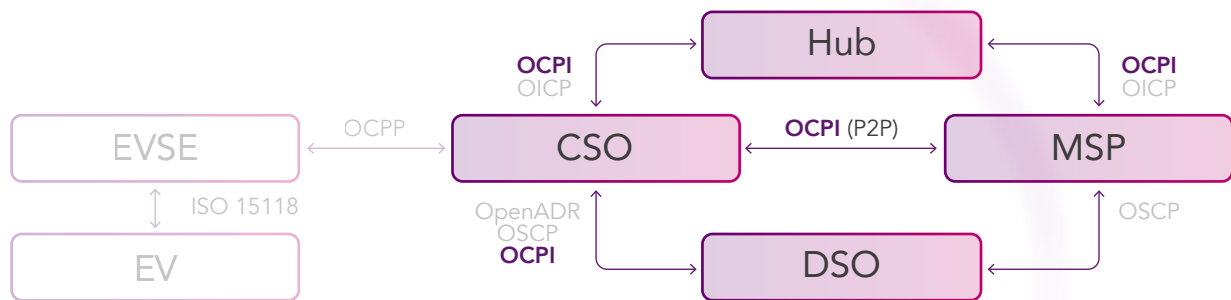 Hub
OCPI
OICP
OCPI
OICP
EVSE
OCPP
CSO
OCPI (P2P)
MSP
ISO 15118
OpenADR
OSCP
OCPI
OSCP
EV
DSO